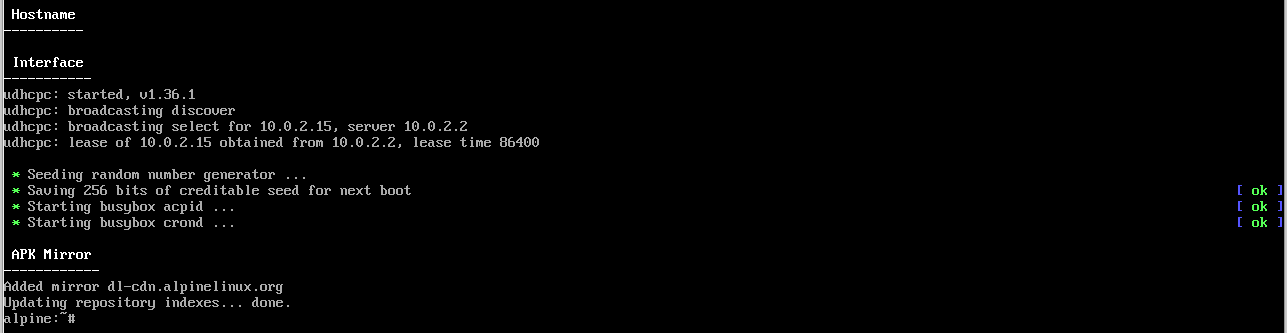 Hostname
----------
Interface
-----------
udhcpc: started, v1.36.1
udhcpc: broadcasting discover
udhcpc: broadcasting select for 10.0.2.15, server 10.0.2.2
udhcpc: lease of 10.0.2.15 obtained from 10.0.2.2, lease time 86400
* Seeding random number generator ...
* Saving 256 bits of creditable seed for next boot [ ok ]
* Starting busybox acpid ... [ ok ]
* Starting busybox crond ... [ ok ]
APK Mirror
------------
Added mirror dl-cdn.alpinelinux.org
Updating repository indexes... done.
alpine:~#